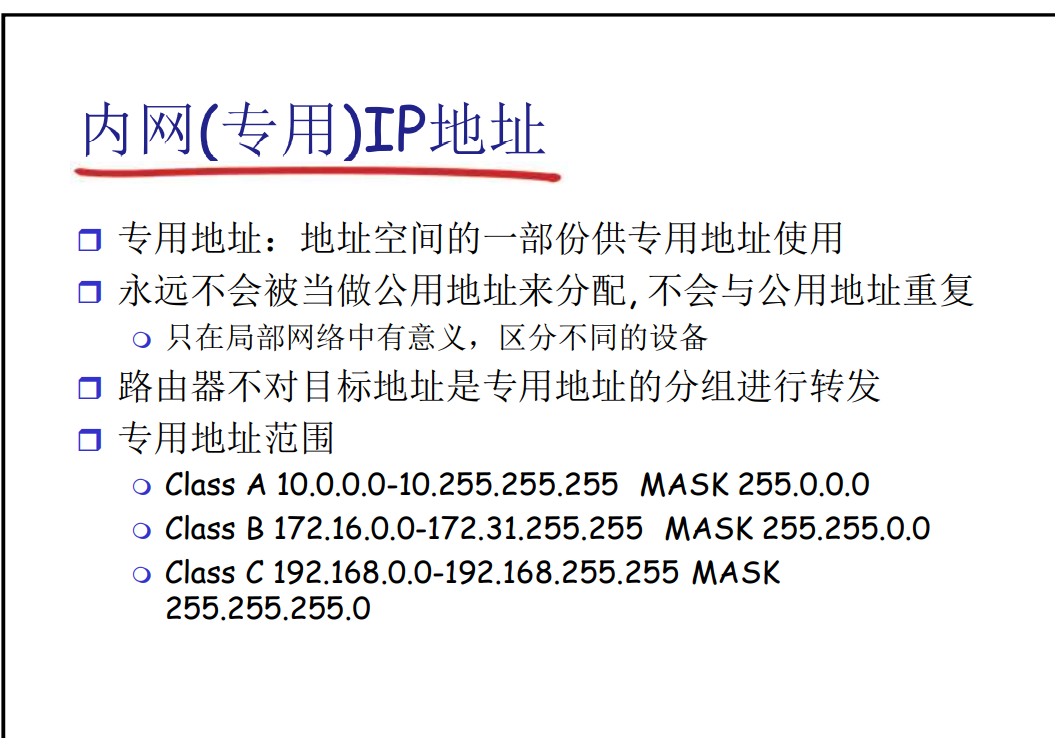 内网(专用)IP地址
专用地址：地址空间的一部份供专用地址使用
永远不会被当做公用地址来分配, 不会与公用地址重复
只在局部网络中有意义，区分不同的设备
路由器不对目标地址是专用地址的分组进行转发
专用地址范围
Class A 10.0.0.0-10.255.255.255 MASK 255.0.0.0
Class B 172.16.0.0-172.31.255.255 MASK 255.255.0.0
Class C 192.168.0.0-192.168.255.255 MASK
255.255.255.0